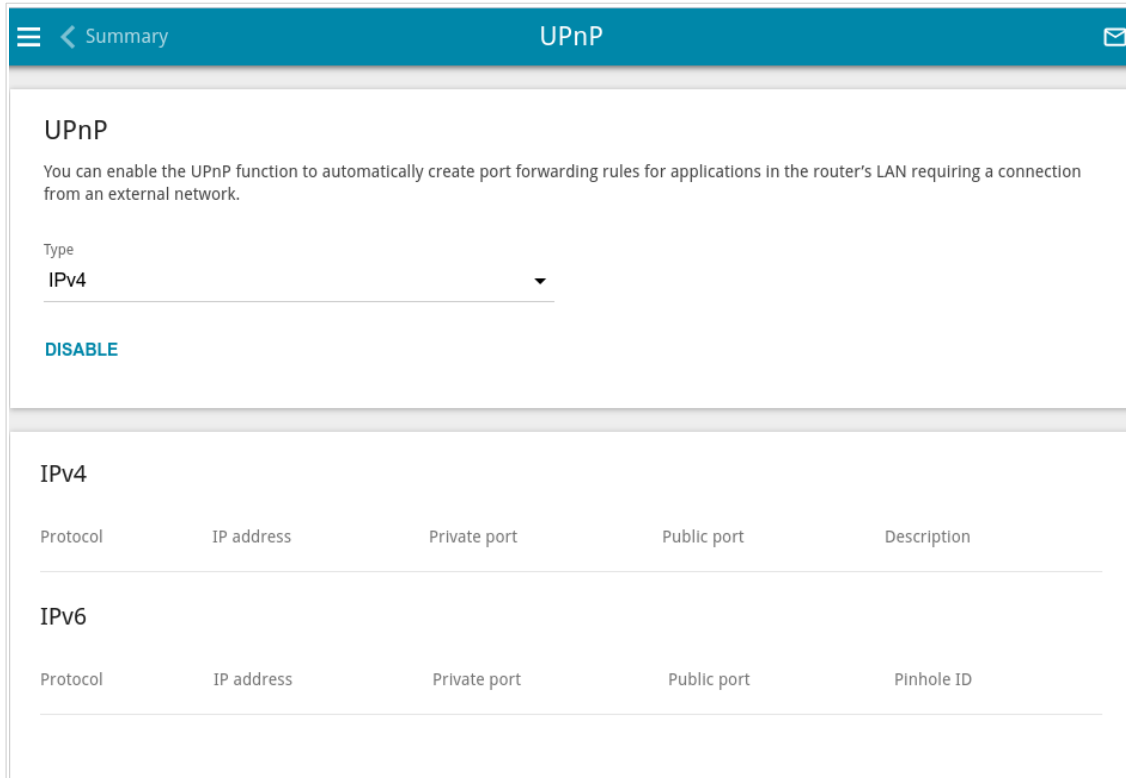 Summary
UPnP
UPnP
You can enable the UPnP function to automatically create port forwarding rules for applications in the router’s LAN requiring a connection
from an external network.
Type
IPv4
DISABLE
IPv4
Protocol IP address Private port Public port Description
IPv6
Protocol IP address Private port Public port Pinhole ID